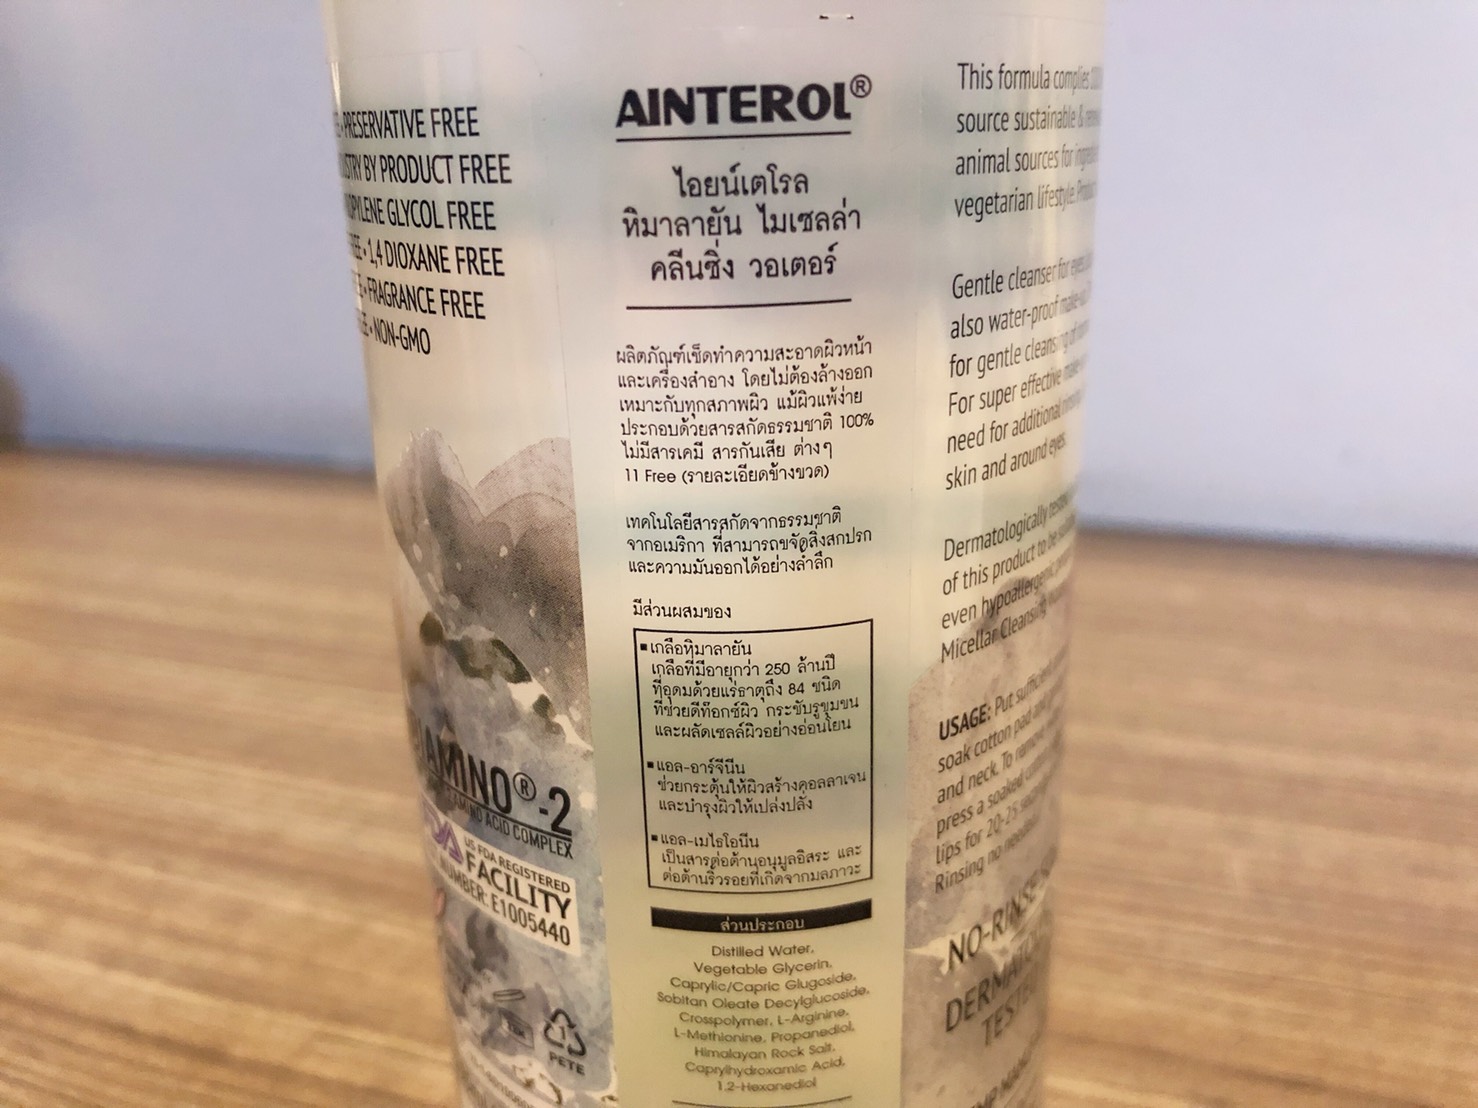 PRESERVATIVE FREE
BY PRODUCT FREE
GLYCOL FREE
1,4 DIOXANE FREE
FRAGRANCE FREE
NON-GMO
AMINO®-2
AMINO ACID COMPLEX
US FDA REGISTERED
FACILITY
NUMBER: E1005440
PETE
AINTEROL®
ไอยน์เตโรล
หิมาลายัน ไมเซลล่า
คลีนซิ่ง วอเตอร์
ผลิตภัณฑ์เช็ดทำความสะอาดผิวหน้า
และเครื่องสำอาง โดยไม่ต้องล้างออก
เหมาะกับทุกสภาพผิว แม้ผิวแพ้ง่าย
ประกอบด้วยสารสกัดธรรมชาติ 100%
ไม่มีสารเคมี สารกันเสีย ต่างๆ
11 Free (รายละเอียดข้างขวด)
เทคโนโลยีสารสกัดจากธรรมชาติ
จากอเมริกา ที่สามารถขจัดสิ่งสกปรก
และความมันออกได้อย่างล้ำลึก
มีส่วนผสมของ
▪เกลือหิมาลายัน
เกลือที่มีอายุกว่า 250 ล้านปี
ที่อุดมด้วยแร่ธาตุถึง 84 ชนิด
ที่ช่วยดีท๊อกซ์ผิว กระชับรูขุมขน
และผลัดเซลล์ผิวอย่างอ่อนโยน
▪แอล-อาร์จีนีน
ช่วยกระตุ้นให้ผิวสร้างคอลลาเจน
และบำรุงผิวให้เปล่งปลั่ง
▪แอล-เมไธโอนีน
เป็นสารต่อต้านอนุมูลอิสระ และ
ต่อต้านริ้วรอยที่เกิดจากมลภาวะ
ส่วนประกอบ
Distilled Water,
Vegetable Glycerin,
Caprylic/Capric Glugoside,
Sobitan Oleate Decylglucoside,
Crosspolymer, L-Arginine,
L-Methionine, Propanediol,
Himalayan Rock Salt,
Caprylhydroxamic Acid,
1,2-Hexanediol
This formula complies
source sustainable &
animal sources for
vegetarian lifestyle.
Gentle cleanser for eyes
also water-proof
for gentle cleansing of
For super effective
need for additional
skin and around eyes.
Dermatologically
of this product to be
even hypoallergenic
Micellar Cleansing
USAGE: Put
soak cotton pad
and neck. To remove
press a soaked
lips for 20-25
Rinsing no
NO-RINSE